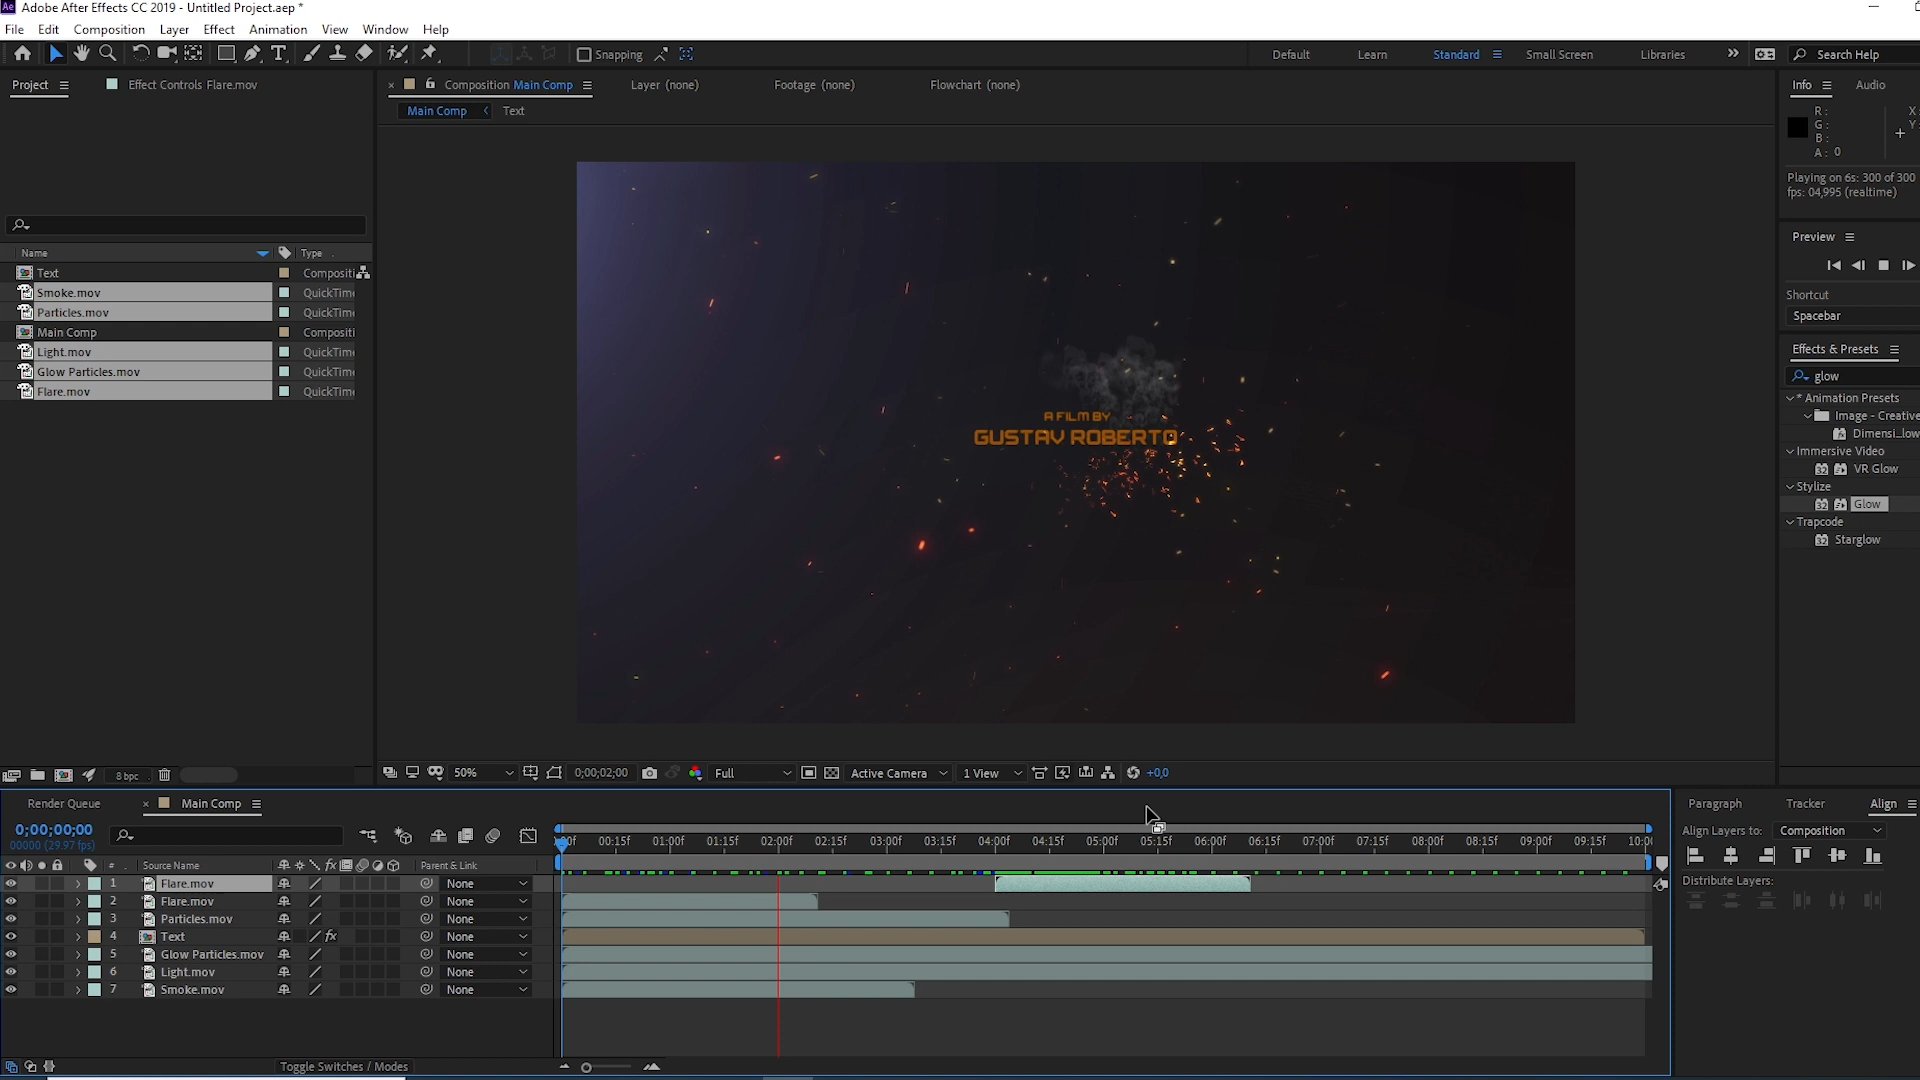 Adobe After Effects CC 2019 - Untitled Project.aep *
File Edit Composition Layer Effect Animation View Window Help
Snapping
Default Learn Standard Small Screen Libraries
Search Help
Project
Effect Controls Flare.mov
Composition Main Comp
Layer (none)
Footage (none)
Flowchart (none)
Info
Audio
Main Comp
Text
R :
G :
B :
A : 0
X
Y
Playing on 6s: 300 of 300
fps: 04,995 (realtime)
Name Type
Text Compositi
Smoke.mov QuickTime
Particles.mov QuickTime
Main Comp Compositi
Light.mov QuickTime
Glow Particles.mov QuickTime
Flare.mov QuickTime
A FILM BY
GUSTAV ROBERTO
Preview
Shortcut
Spacebar
Effects & Presets
glow
* Animation Presets
Image - Creative
Dimensi...low
Immersive Video
32 VR Glow
Stylize
32 Glow
Trapcode
32 Starglow
8 bpc
50% 0;00;02;00 Full Active Camera 1 View +0,0
Render Queue
Main Comp
Paragraph Tracker Align
0;00;00;00
00000 (29.97 fps)
00f 00:15f 01:00f 01:15f 02:00f 02:15f 03:00f 03:15f 04:00f 04:15f 05:00f 05:15f 06:00f 06:15f 07:00f 07:15f 08:00f 08:15f 09:00f 09:15f 10:00
Align Layers to: Composition
Distribute Layers:
# Source Name fx Parent & Link
1 Flare.mov None
2 Flare.mov None
3 Particles.mov None
4 Text fx None
5 Glow Particles.mov None
6 Light.mov None
7 Smoke.mov None
Toggle Switches / Modes